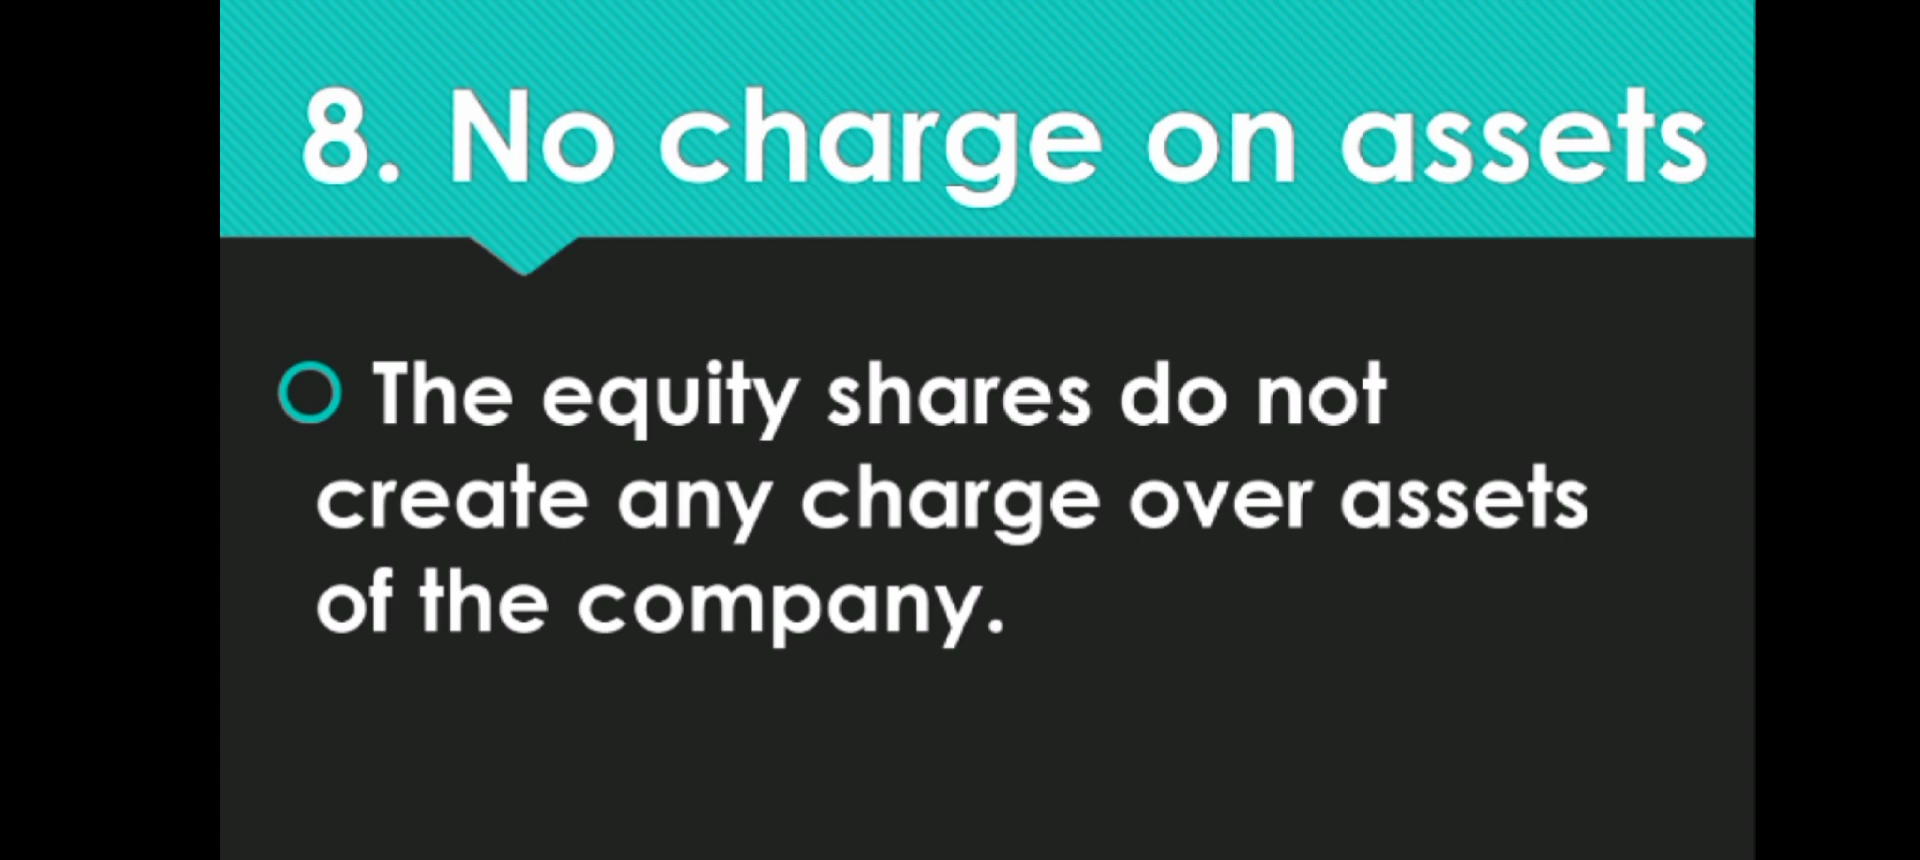 8. No charge on assets
The equity shares do not
create any charge over assets
of the company.